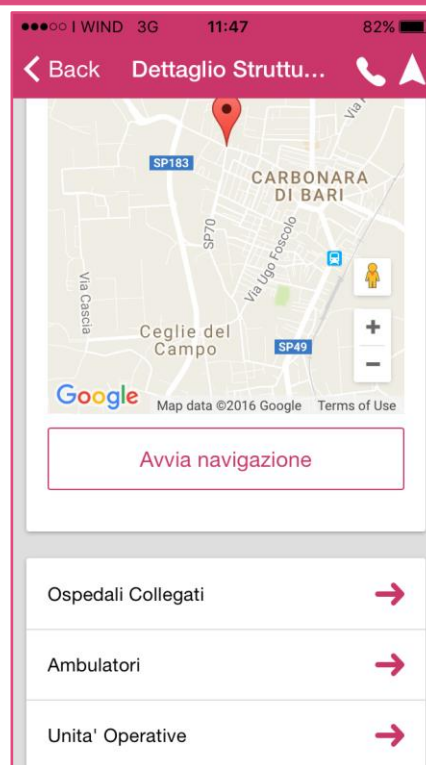 I WIND 3G 11:47 82%
Back Dettaglio Struttu...
Via
SP183
CARBONARA
DI BARI
SP70
Via Ugo Foscolo
Via Cascia
Ceglie del
Campo
SP49
+
−
Google Map data ©2016 Google Terms of Use
Avvia navigazione
Ospedali Collegati
Ambulatori
Unita' Operative